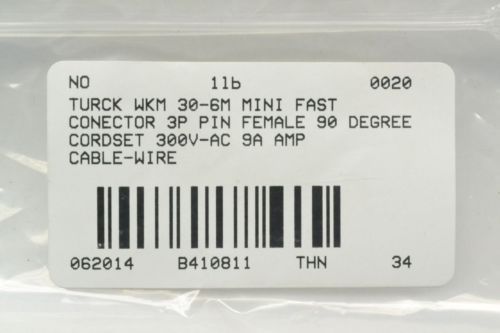 NO 1lb 0020
TURCK WKM 30-6M MINI FAST
CONECTOR 3P PIN FEMALE 90 DEGREE
CORDSET 300V-AC 9A AMP
CABLE-WIRE
062014 B410811 THN 34